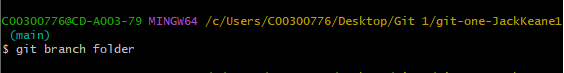 C00300776@CD-A003-79 MINGW64 /c/Users/C00300776/Desktop/Git 1/git-one-JackKeane1
(main)
$ git branch folder